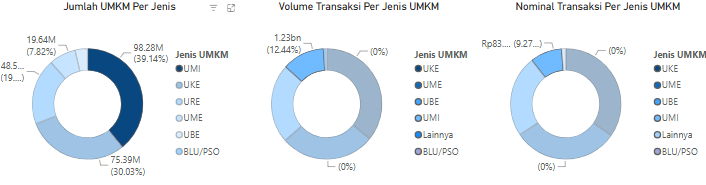 Jumlah UMKM Per Jenis
19.64M
(7.82%)
98.28M
(39.14%)
48.5...
(19....)
75.39M
(30.03%)
Jenis UMKM
UMI
UKE
URE
UME
UBE
BLU/PSO
Volume Transaksi Per Jenis UMKM
1.23bn
(12.44%)
(0%)
(0%)
Jenis UMKM
UKE
UME
UBE
UMI
Lainnya
BLU/PSO
Nominal Transaksi Per Jenis UMKM
Rp83.... (9.27...
(0%)
(0%)
Jenis UMKM
UKE
UME
UBE
UMI
Lainnya
BLU/PSO